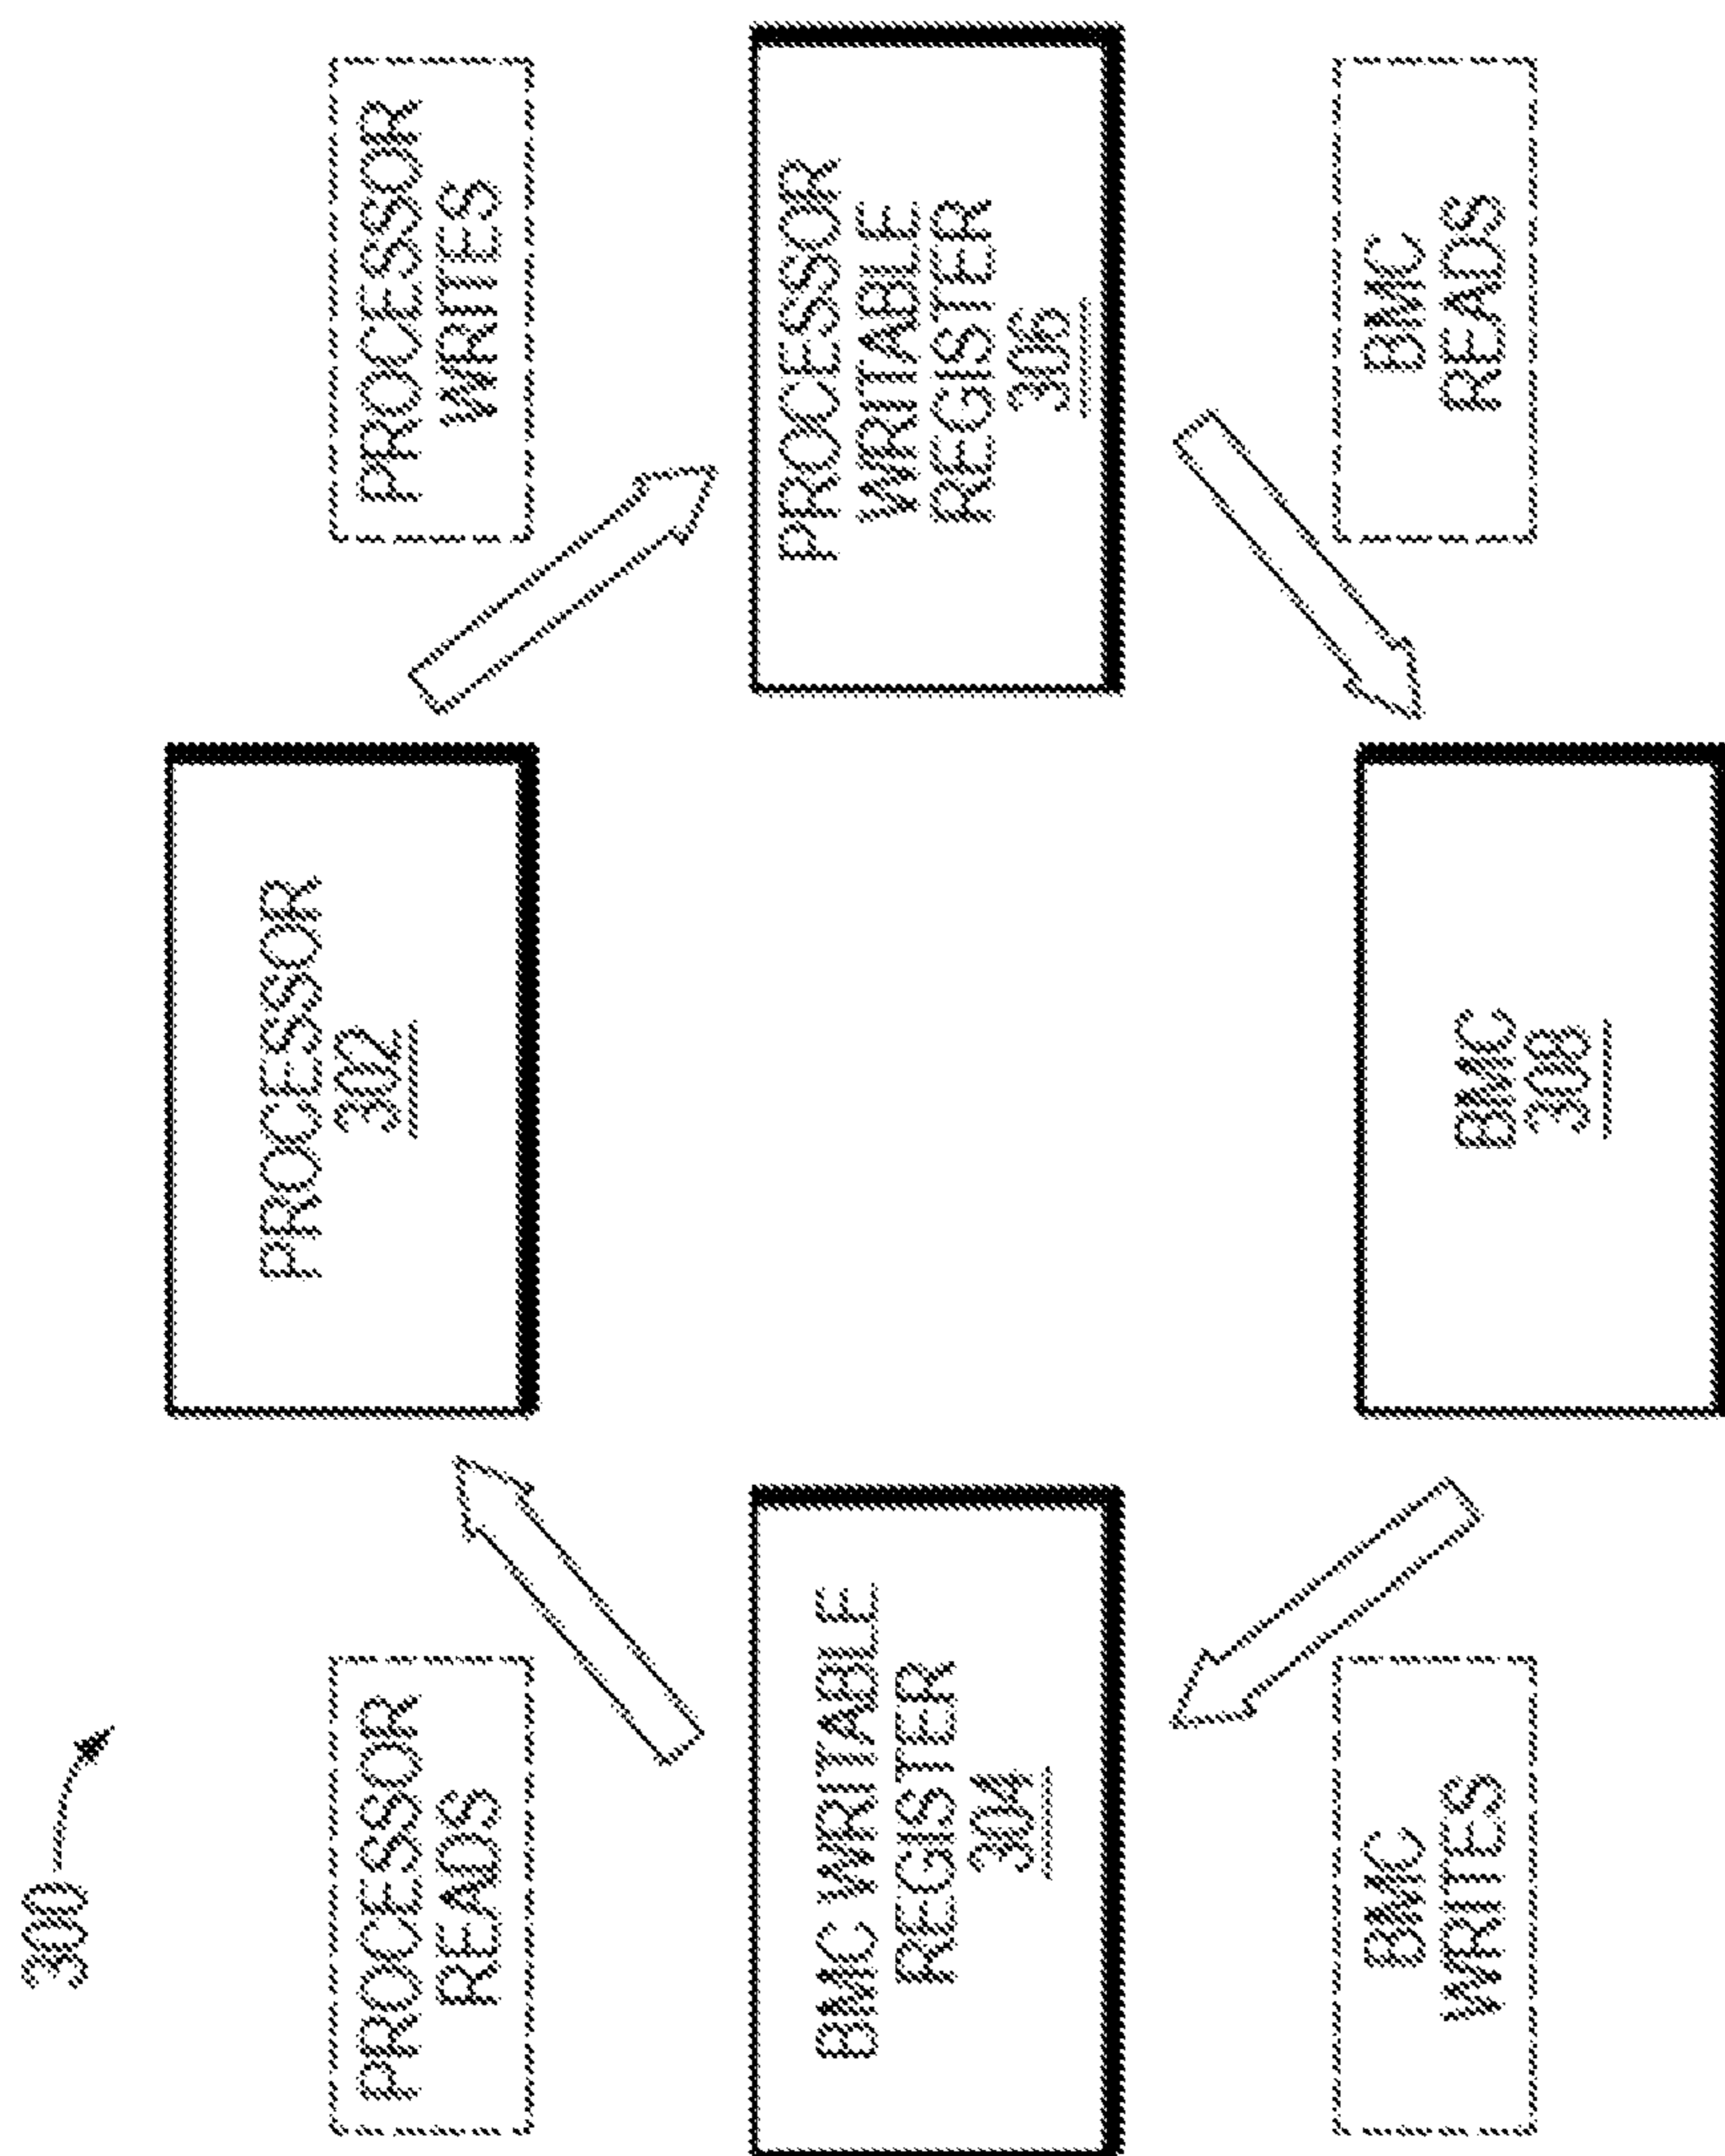 300
PROCESSOR
READS
PROCESSOR
302
PROCESSOR
WRITES
BMC WRITABLE
REGISTER
304
PROCESSOR
WRITABLE
REGISTER
306
BMC
WRITES
BMC
308
BMC
READS